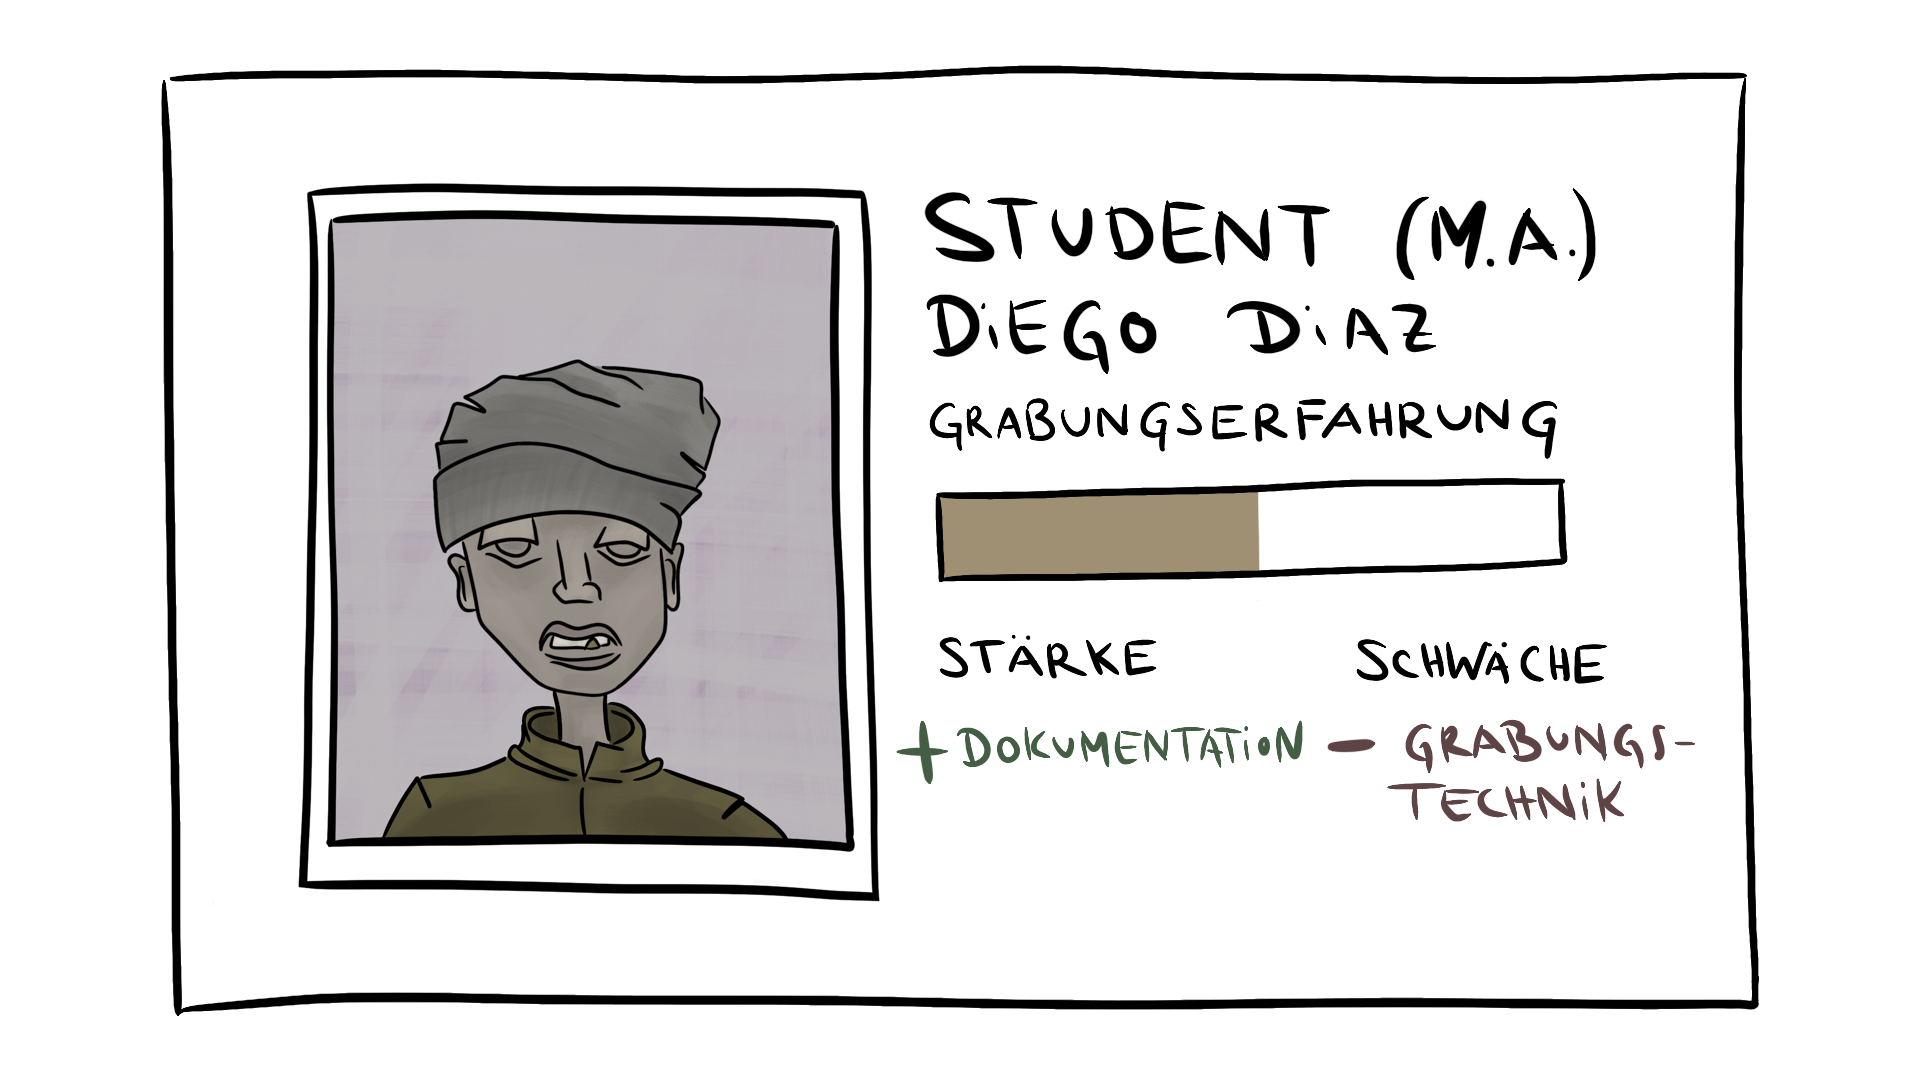 STUDENT (M.A.)
DiEGO DiAZ
GRABUNGSERFAHRUNG
STÄRKE SCHWÄCHE
+ DOKUMENTATiON - GRABUNGS-
TECHNiK